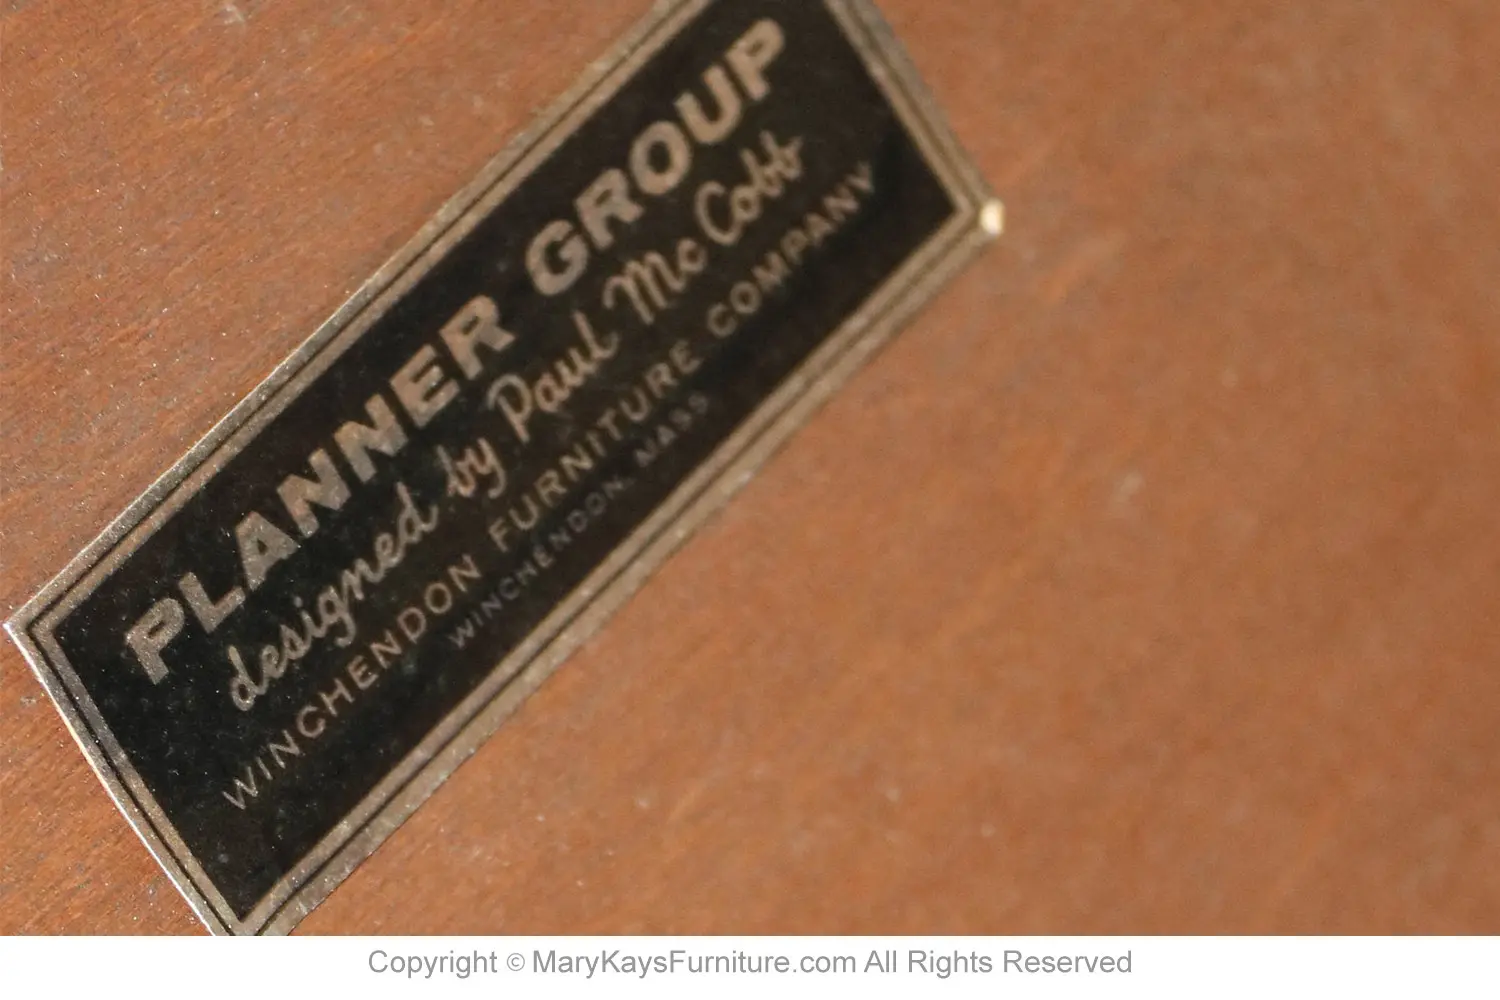 PLANNER GROUP
designed by Paul McCobb
WINCHENDON FURNITURE COMPANY
WINCHENDON, MASS
Copyright © MaryKaysFurniture.com All Rights Reserved